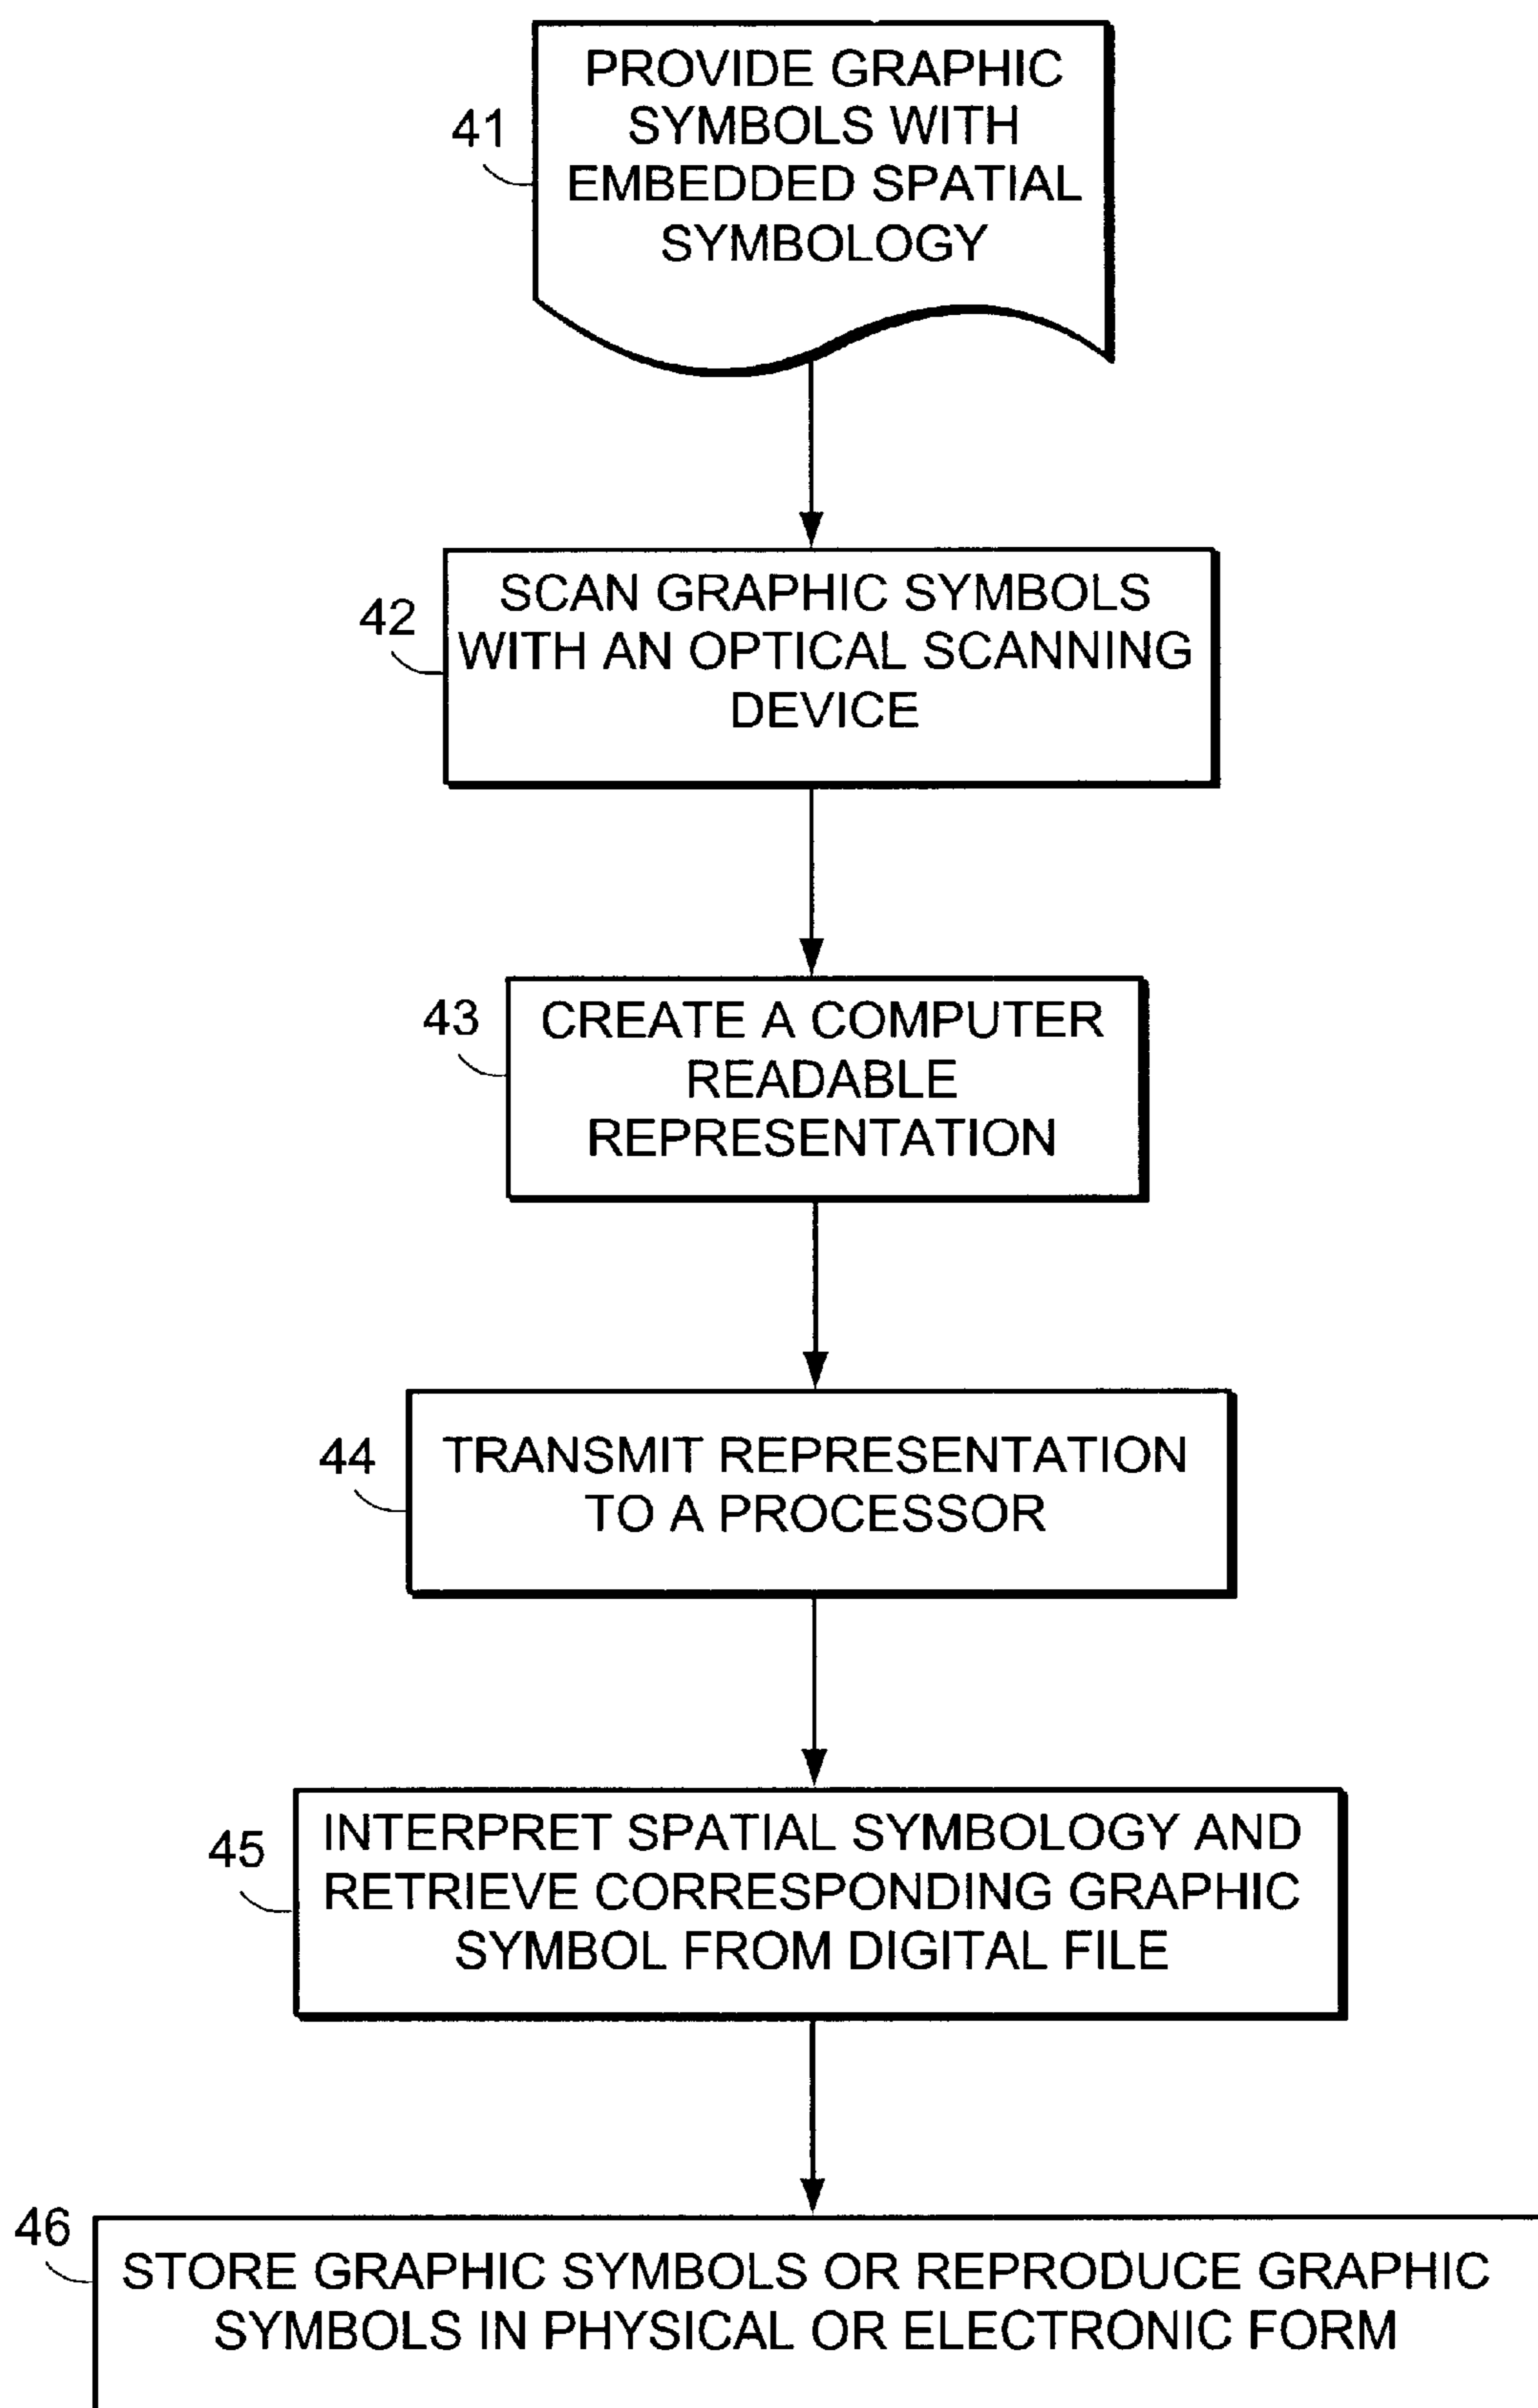 PROVIDE GRAPHIC
SYMBOLS WITH
EMBEDDED SPATIAL
SYMBOLOGY
41
SCAN GRAPHIC SYMBOLS
WITH AN OPTICAL SCANNING
DEVICE
42
CREATE A COMPUTER
READABLE
REPRESENTATION
43
TRANSMIT REPRESENTATION
TO A PROCESSOR
44
INTERPRET SPATIAL SYMBOLOGY AND
RETRIEVE CORRESPONDING GRAPHIC
SYMBOL FROM DIGITAL FILE
45
STORE GRAPHIC SYMBOLS OR REPRODUCE GRAPHIC
SYMBOLS IN PHYSICAL OR ELECTRONIC FORM
46